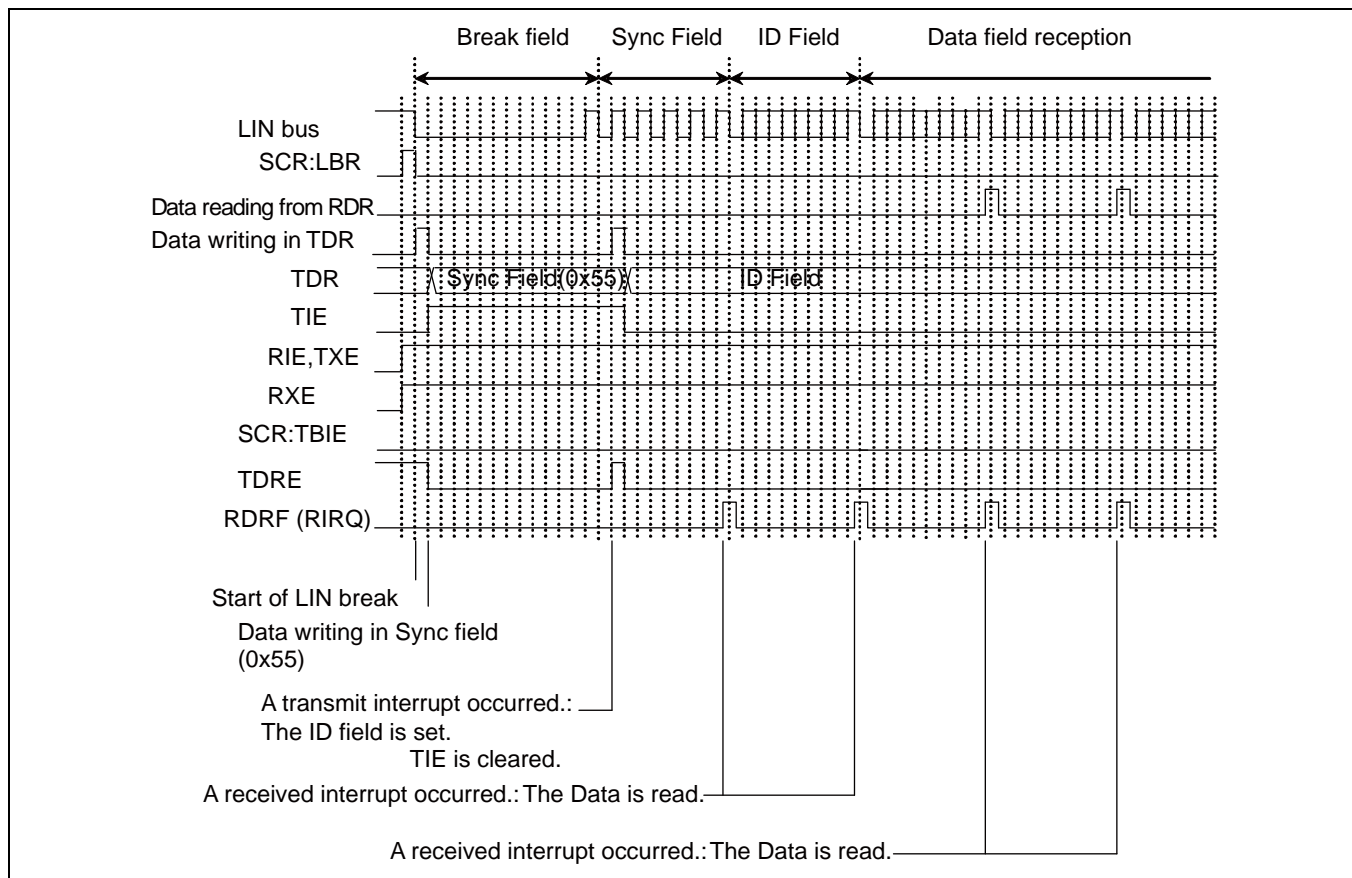 Break field Sync Field ID Field Data field reception
LIN bus
SCR:LBR
Data reading from RDR
Data writing in TDR
TDR Sync Field(0x55) ID Field
TIE
RIE,TXE
RXE
SCR:TBIE
TDRE
RDRF (RIRQ)
Start of LIN break
Data writing in Sync field
(0x55)
A transmit interrupt occurred.:
The ID field is set.
TIE is cleared.
A received interrupt occurred.: The Data is read.
A received interrupt occurred.: The Data is read.